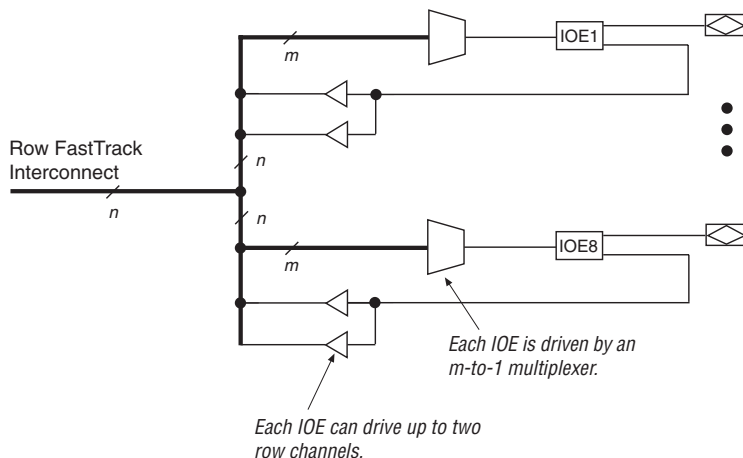 m
IOE1
Row FastTrack
Interconnect
n
n
n
m
IOE8
Each IOE is driven by an
m-to-1 multiplexer.
Each IOE can drive up to two
row channels.